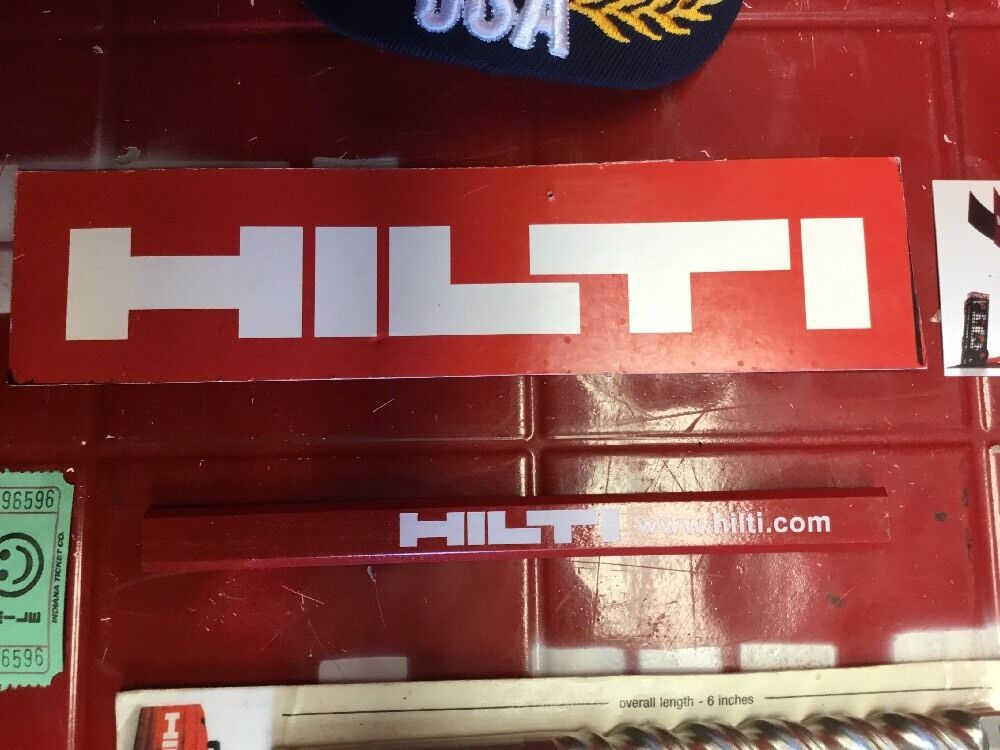 USA
HILTI
96596
INDIANA TICKET CO.
HILTI www.hilti.com
6596
overall length - 6 inches